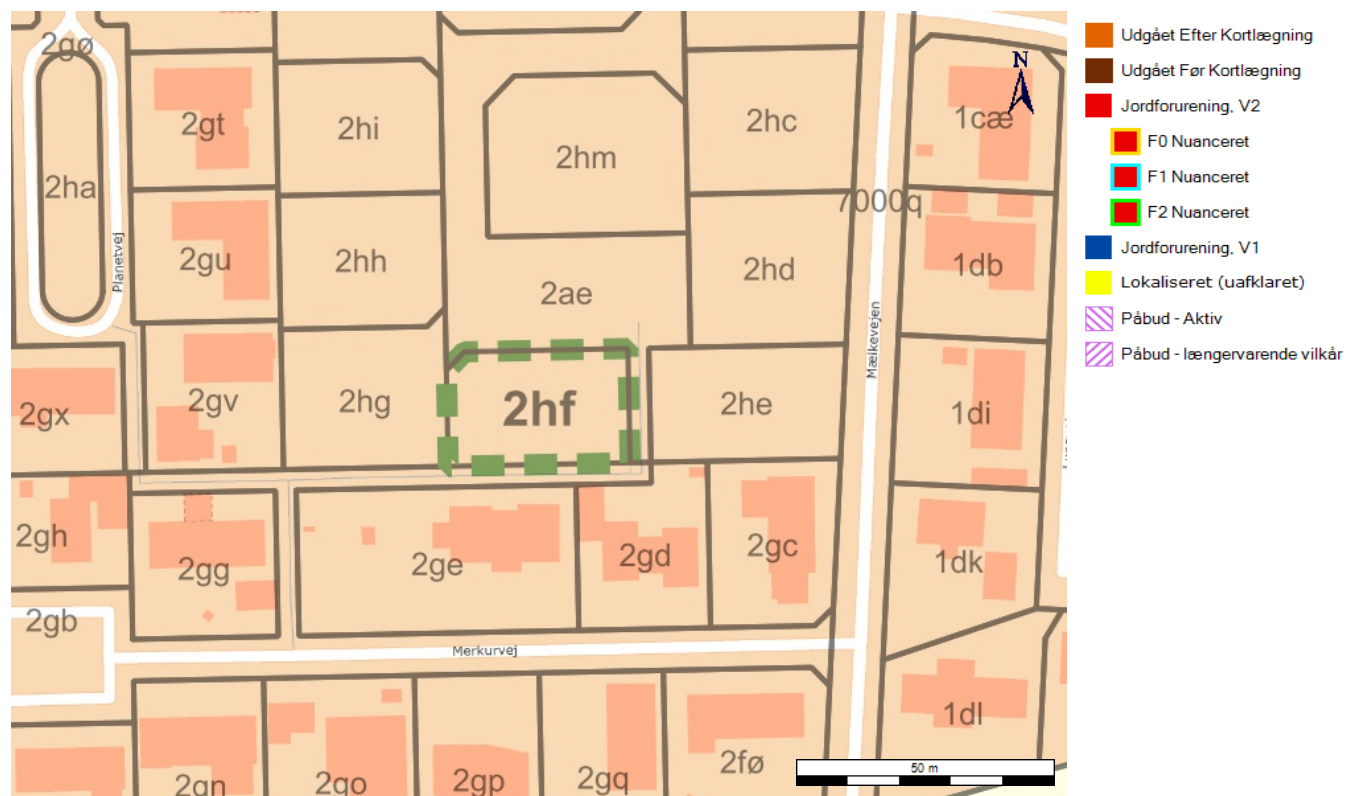 2gø
2gt
2hi
2hm
2hc
1cæ
N
2ha
7000q
Planetvej
2gu
2hh
2ae
2hd
1db
Mælkevejen
2gx
2gv
2hg
2hf
2he
1di
2gh
2gg
2ge
2gd
2gc
1dk
2gb
Merkurvej
1dl
2gn
2go
2gp
2gq
2fø
50 m
Udgået Efter Kortlægning
Udgået Før Kortlægning
Jordforurening, V2
F0 Nuanceret
F1 Nuanceret
F2 Nuanceret
Jordforurening, V1
Lokaliseret (uafklaret)
Påbud - Aktiv
Påbud - længervarende vilkår